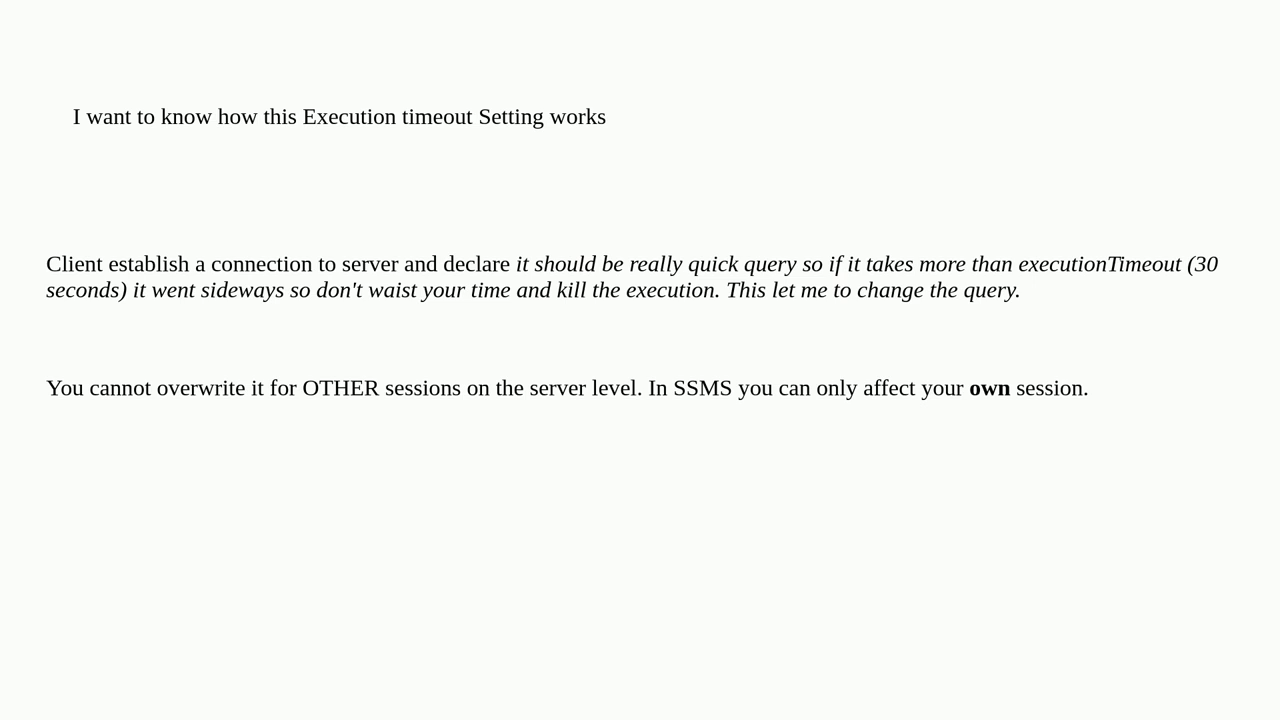 I want to know how this Execution timeout Setting works
Client establish a connection to server and declare it should be really quick query so if it takes more than executionTimeout (30
seconds) it went sideways so don't waist your time and kill the execution. This let me to change the query.
You cannot overwrite it for OTHER sessions on the server level. In SSMS you can only affect your own session.